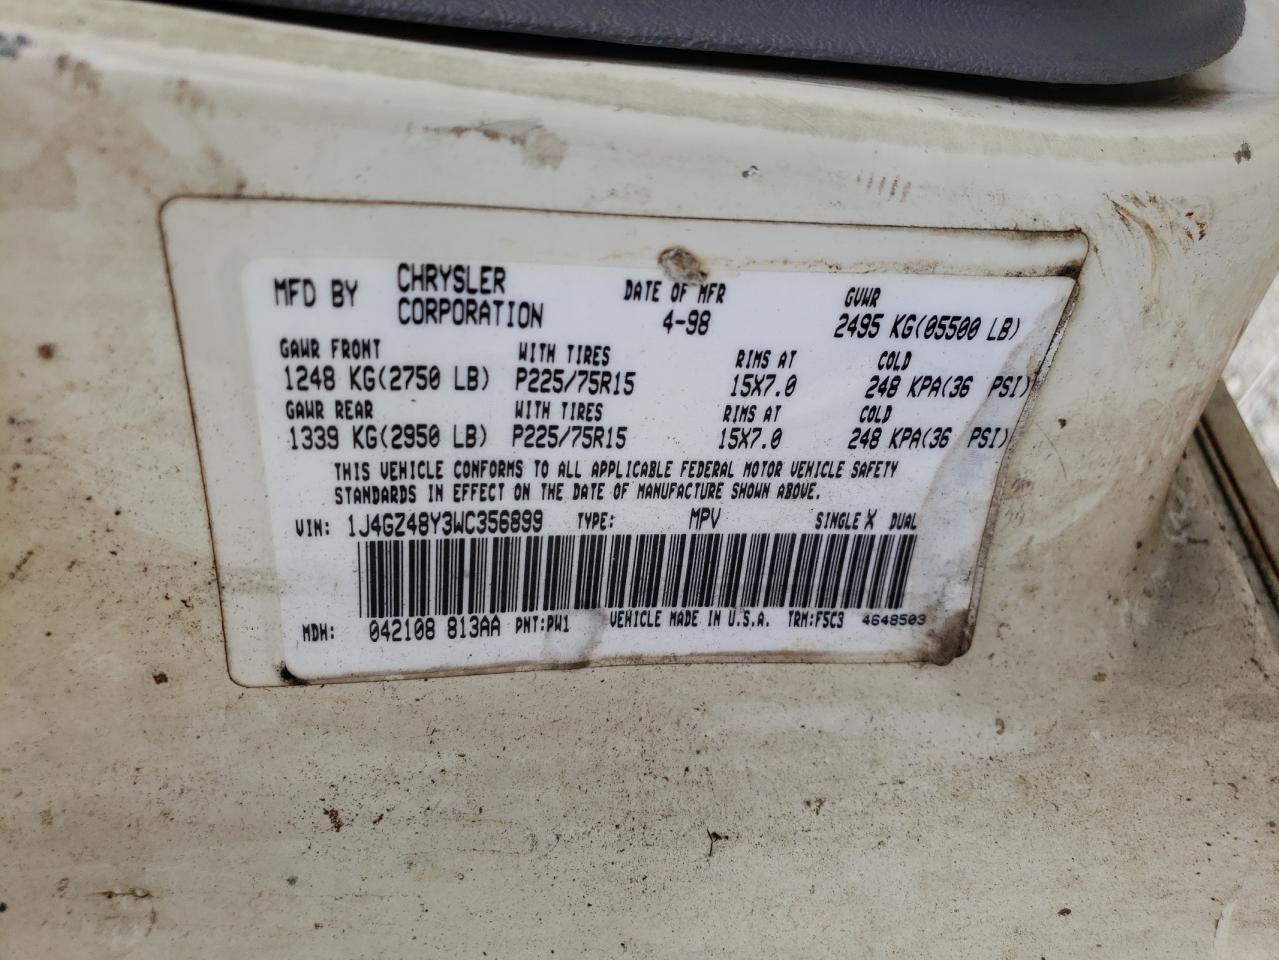 MFD BY CHRYSLER CORPORATION DATE OF MFR 4-98 GVWR 2495 KG(05500 LB)
GAWR FRONT WITH TIRES RIMS AT COLD
1248 KG(2750 LB) P225/75R15 15X7.0 248 KPA(36 PSI)
GAWR REAR WITH TIRES RIMS AT COLD
1339 KG(2950 LB) P225/75R15 15X7.0 248 KPA(36 PSI)
THIS VEHICLE CONFORMS TO ALL APPLICABLE FEDERAL MOTOR VEHICLE SAFETY
STANDARDS IN EFFECT ON THE DATE OF MANUFACTURE SHOWN ABOVE.
VIN: 1J4GZ48Y3WC356899 TYPE: MPV SINGLE X DUAL
MDH: 042108 813AA PNT:PW1 VEHICLE MADE IN U.S.A. TRM:F5C3 4648503